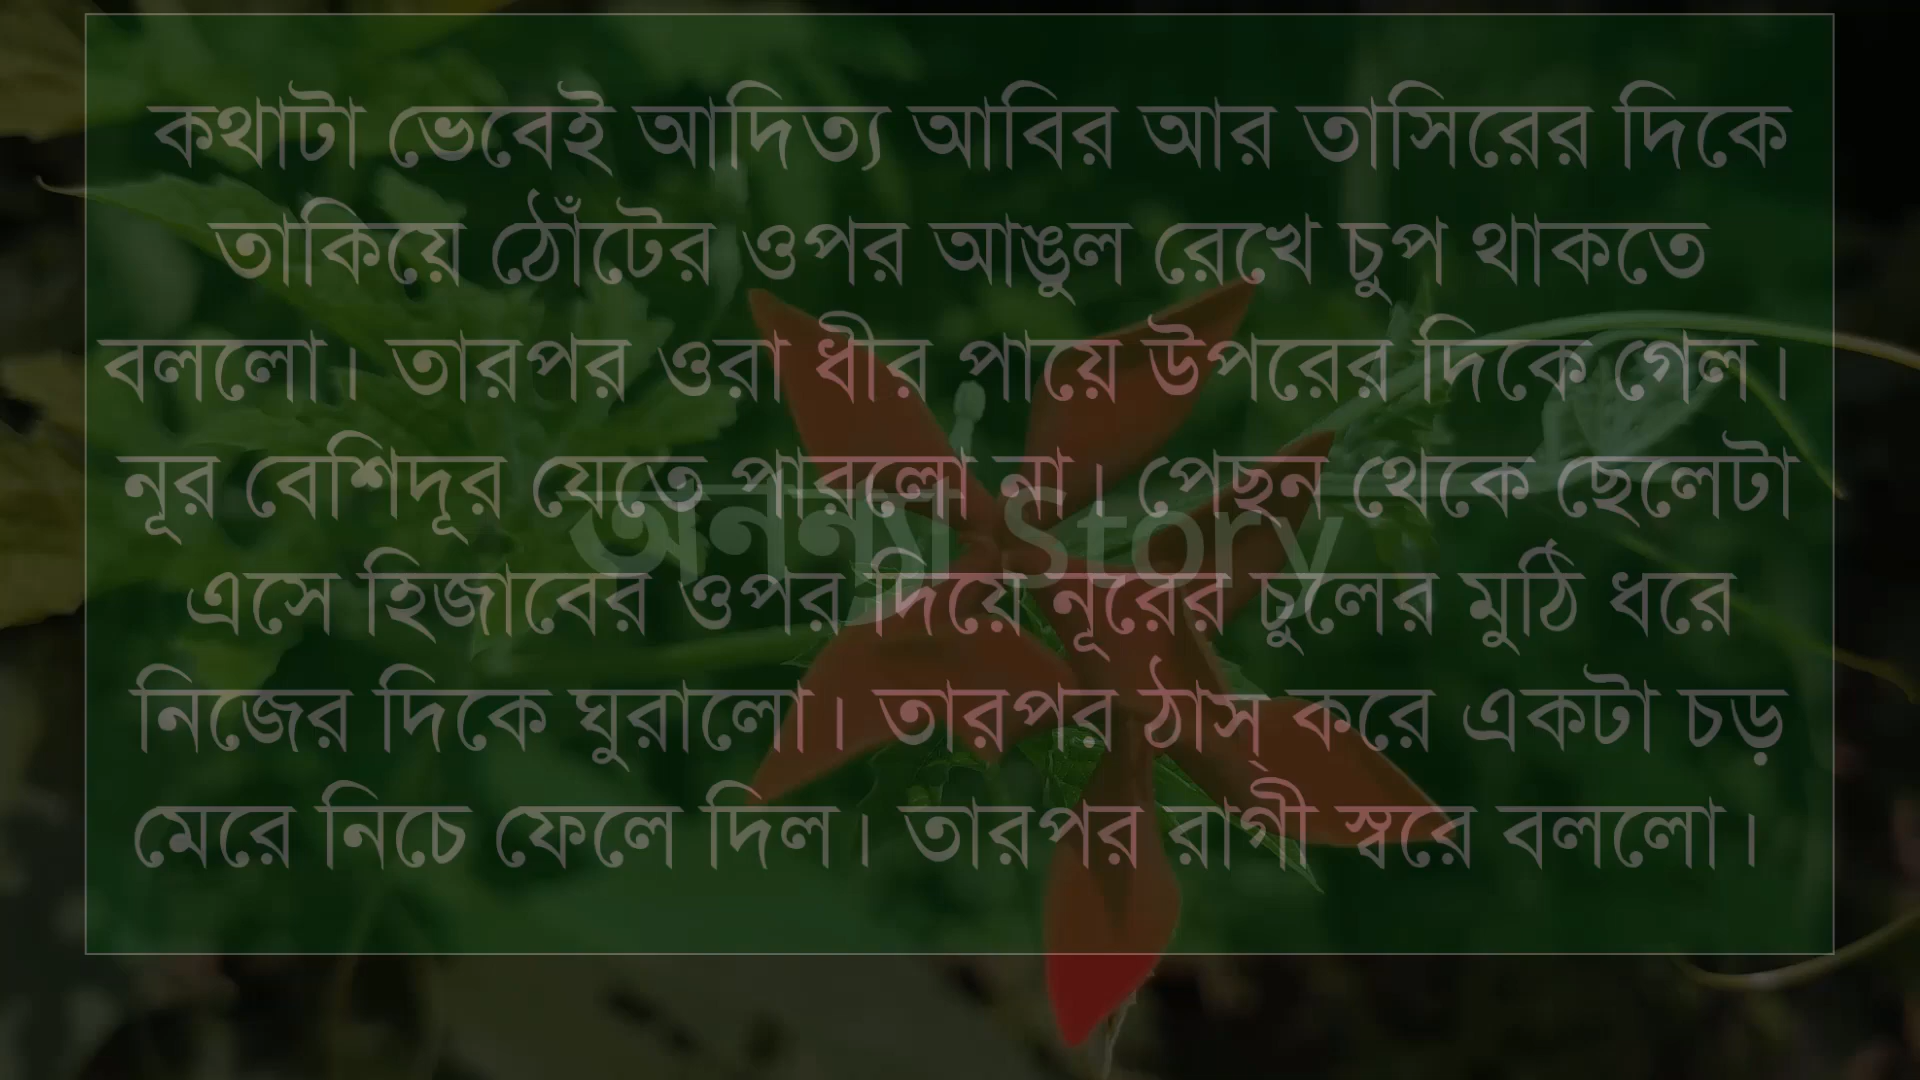 কথাটা ভেবেই আদিত্য আবির আর তাসিরের দিকে
তাকিয়ে ঠোঁটের ওপর আঙুল রেখে চুপ থাকতে
বললো। তারপর ওরা ধীর পায়ে উপরের দিকে গেল।
নূর বেশিদূর যেতে পারলো না। পেছন থেকে ছেলেটা
অনন্যা Story
এসে হিজাবের ওপর দিয়ে নূরের চুলের মুঠি ধরে
নিজের দিকে ঘুরালো। তারপর ঠাস্ করে একটা চড়
মেরে নিচে ফেলে দিল। তারপর রাগী স্বরে বললো।